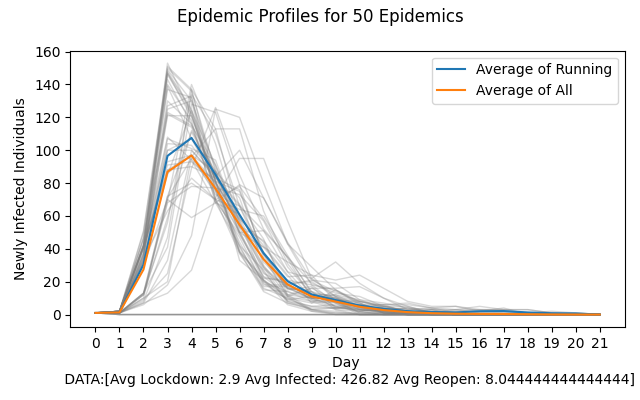 Epidemic Profiles for 50 Epidemics
160
140
120
100
80
60
40
20
0
Newly Infected Individuals
Average of Running
Average of All
0 1 2 3 4 5 6 7 8 9 10 11 12 13 14 15 16 17 18 19 20 21
Day
DATA:[Avg Lockdown: 2.9 Avg Infected: 426.82 Avg Reopen: 8.044444444444444]